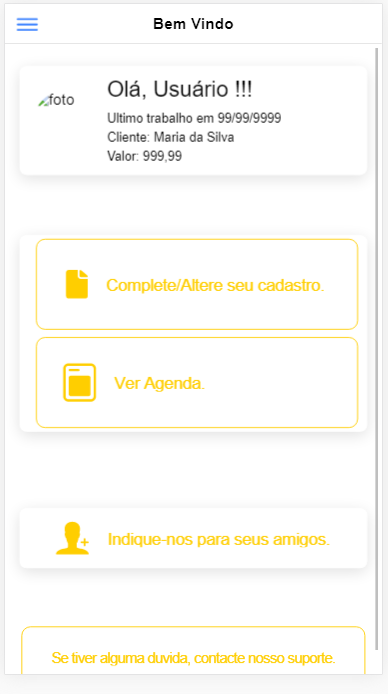 Bem Vindo
foto
Olá, Usuário !!!
Ultimo trabalho em 99/99/9999
Cliente: Maria da Silva
Valor: 999,99
Complete/Altere seu cadastro.
Ver Agenda.
Indique-nos para seus amigos.
Se tiver alguma duvida, contacte nosso suporte.